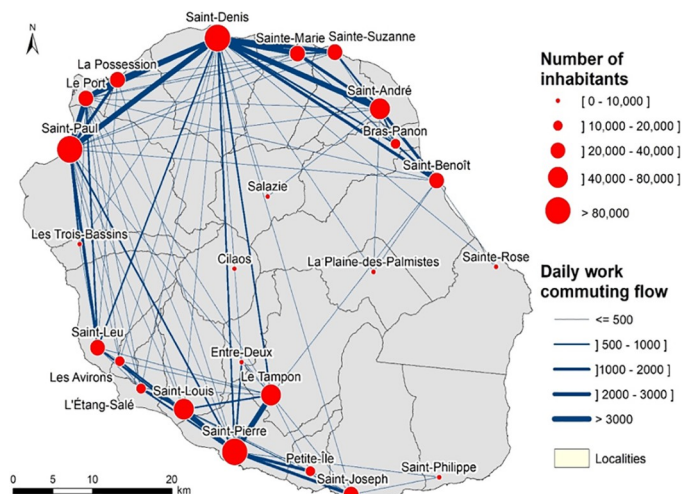 N
Saint-Denis
Sainte-Marie
Sainte-Suzanne
La Possession
Le Port
Saint-André
Saint-Paul
Bras-Panon
Saint-Benoît
Salazie
Les Trois-Bassins
Cilaos
La Plaine-des-Palmistes
Sainte-Rose
Saint-Leu
Entre-Deux
Les Avirons
Le Tampon
L'Étang-Salé
Saint-Louis
Saint-Pierre
Petite-Île
Saint-Philippe
Saint-Joseph
0 5 10 20
km
Number of
inhabitants
[ 0 - 10,000 ]
] 10,000 - 20,000 ]
] 20,000 - 40,000 ]
] 40,000 - 80,000 ]
> 80,000
Daily work
commuting flow
<= 500
] 500 - 1000 ]
]1000 - 2000 ]
] 2000 - 3000 ]
> 3000
Localities